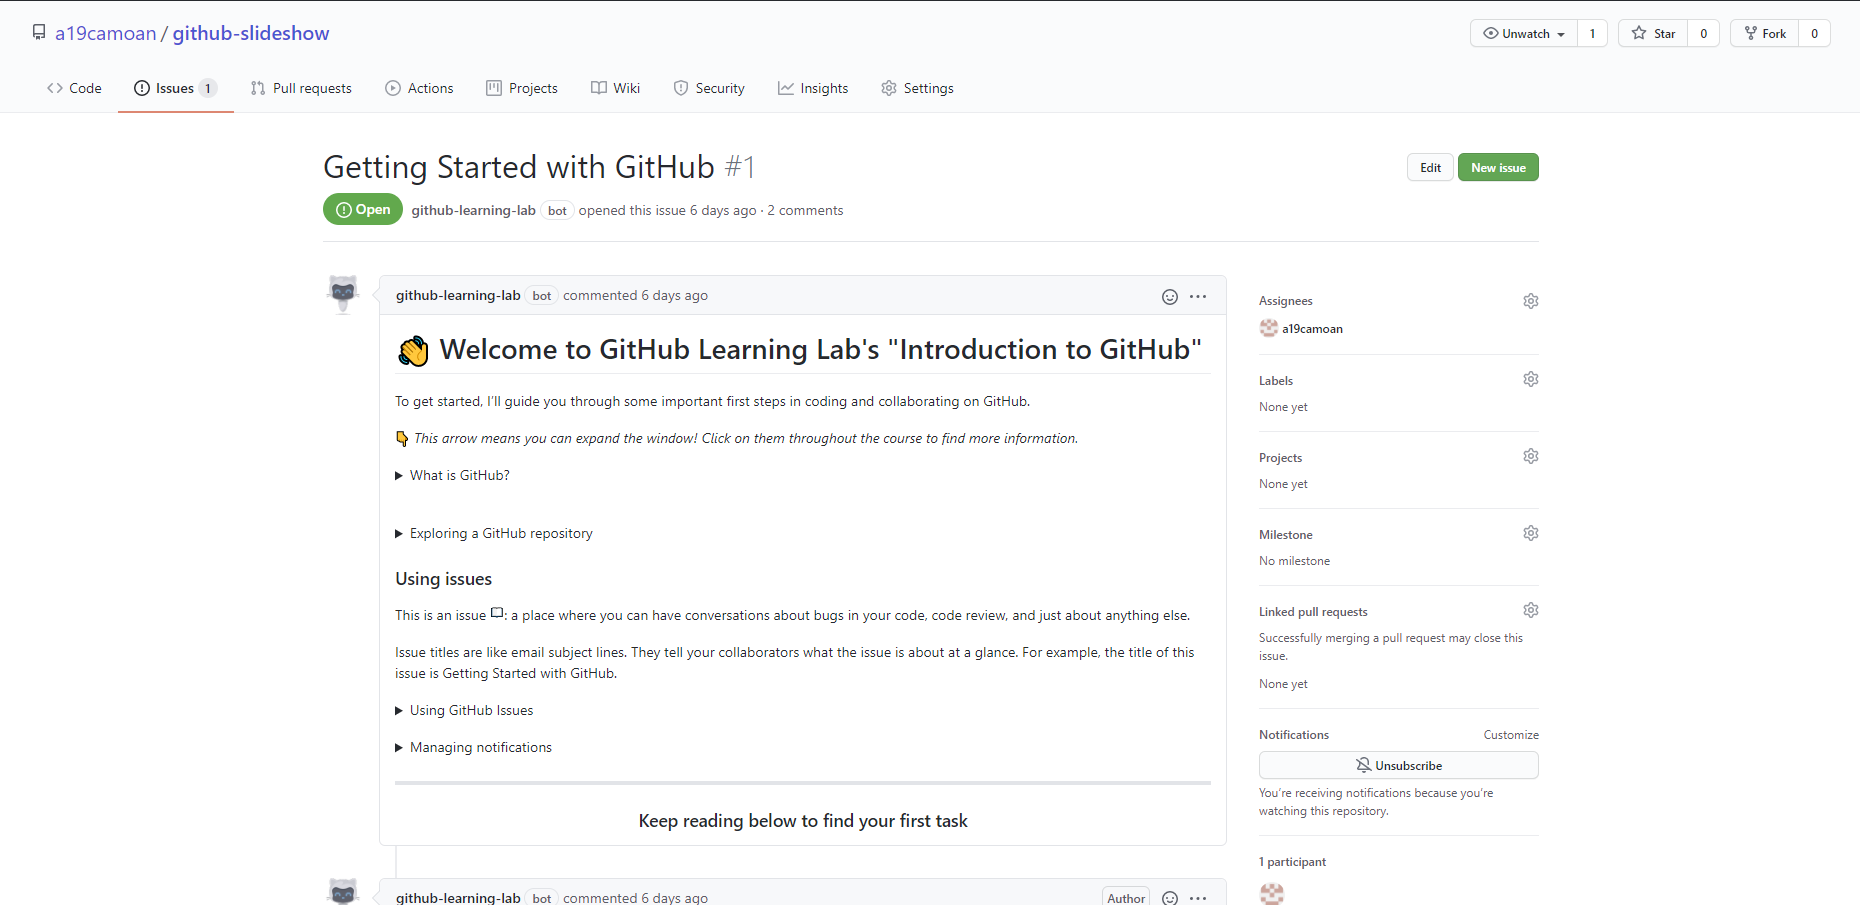 a19camoan / github-slideshow
Unwatch 1 Star 0 Fork 0
Code Issues 1 Pull requests Actions Projects Wiki Security Insights Settings
Getting Started with GitHub #1
Edit New issue
Open github-learning-lab bot opened this issue 6 days ago · 2 comments
github-learning-lab bot commented 6 days ago
👋 Welcome to GitHub Learning Lab's "Introduction to GitHub"
To get started, I'll guide you through some important first steps in coding and collaborating on GitHub.
👇 This arrow means you can expand the window! Click on them throughout the course to find more information.
What is GitHub?
Exploring a GitHub repository
Using issues
This is an issue : a place where you can have conversations about bugs in your code, code review, and just about anything else.
Issue titles are like email subject lines. They tell your collaborators what the issue is about at a glance. For example, the title of this
issue is Getting Started with GitHub.
Using GitHub Issues
Managing notifications
Keep reading below to find your first task
github-learning-lab bot commented 6 days ago Author
Assignees
a19camoan
Labels
None yet
Projects
None yet
Milestone
No milestone
Linked pull requests
Successfully merging a pull request may close this
issue.
None yet
Notifications Customize
Unsubscribe
You're receiving notifications because you're
watching this repository.
1 participant